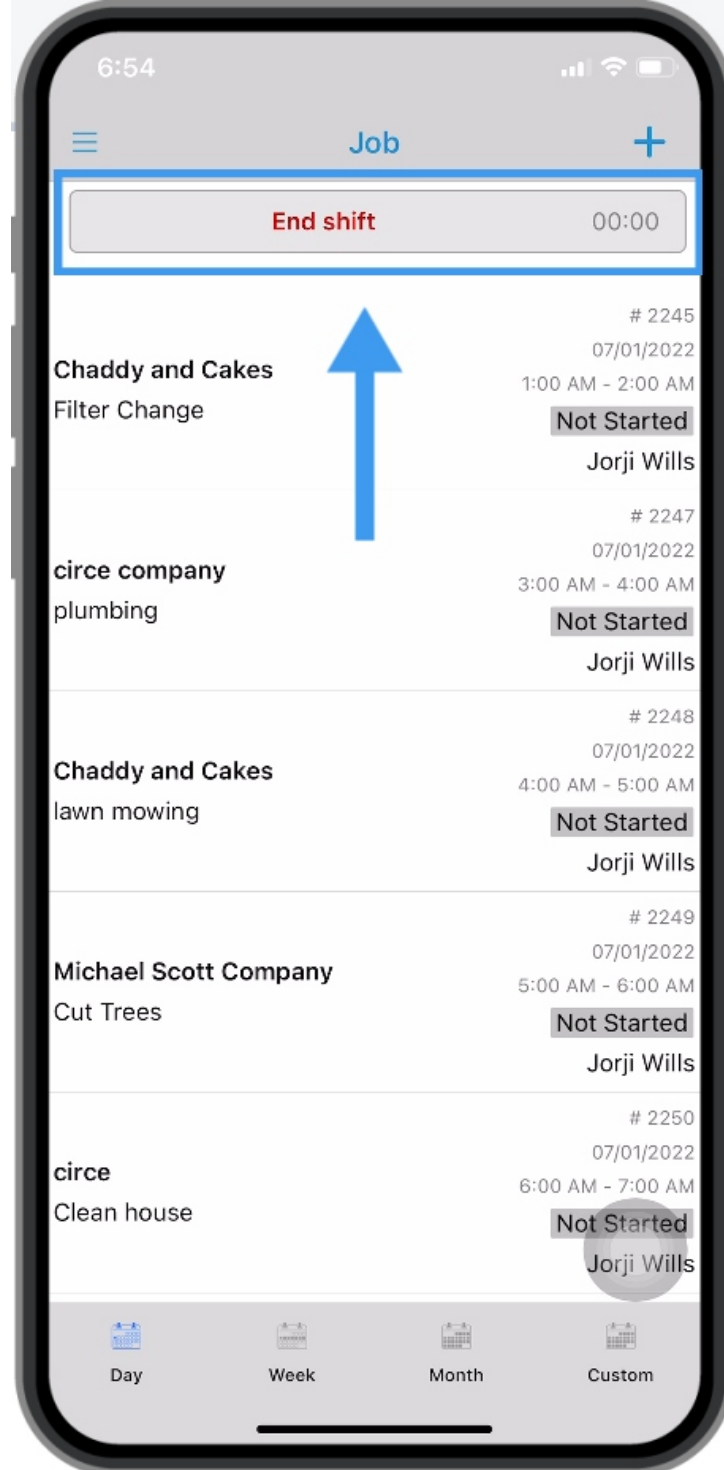 6:54
Job
End shift 00:00
# 2245
07/01/2022
Chaddy and Cakes
1:00 AM - 2:00 AM
Filter Change
Not Started
Jorji Wills
# 2247
07/01/2022
circe company
3:00 AM - 4:00 AM
plumbing
Not Started
Jorji Wills
# 2248
07/01/2022
Chaddy and Cakes
4:00 AM - 5:00 AM
lawn mowing
Not Started
Jorji Wills
# 2249
07/01/2022
Michael Scott Company
5:00 AM - 6:00 AM
Cut Trees
Not Started
Jorji Wills
# 2250
07/01/2022
circe
6:00 AM - 7:00 AM
Clean house
Not Started
Jorji Wills
Day Week Month Custom